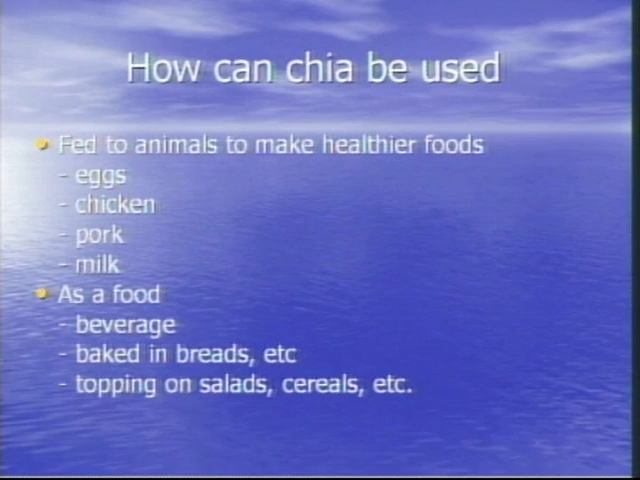 How can chia be used
Fed to animals to make healthier foods
- eggs
- chicken
- pork
- milk
As a food
- beverage
- baked in breads, etc
- topping on salads, cereals, etc.